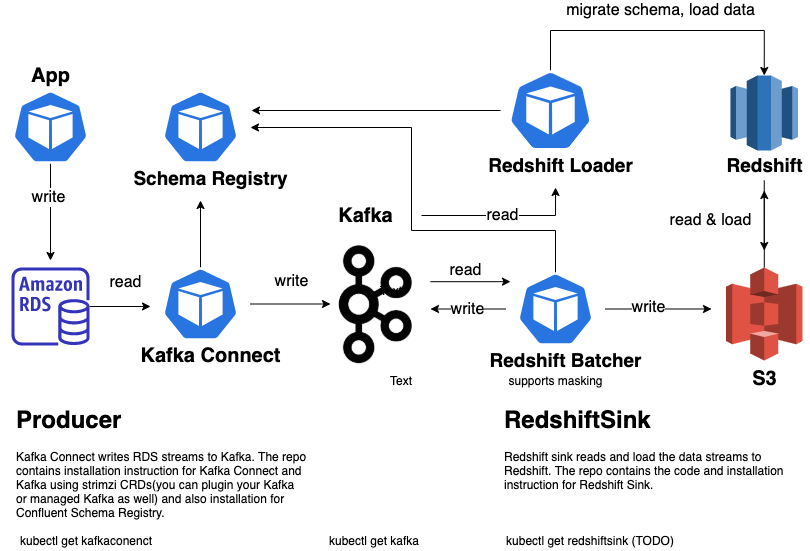 migrate schema, load data
App
Schema Registry
Redshift Loader
Redshift
write
Kafka
read
read & load
Amazon
RDS
read
write
read
write
write
Kafka Connect
Redshift Batcher
S3
Text
supports masking
Producer
RedshiftSink
Kafka Connect writes RDS streams to Kafka. The repo
contains installation instruction for Kafka Connect and
Kafka using strimzi CRDs(you can plugin your Kafka
or managed Kafka as well) and also installation for
Confluent Schema Registry.
Redshift sink reads and load the data streams to
Redshift. The repo contains the code and installation
instruction for Redshift Sink.
kubectl get kafkaconenct
kubectl get kafka
kubectl get redshiftsink (TODO)